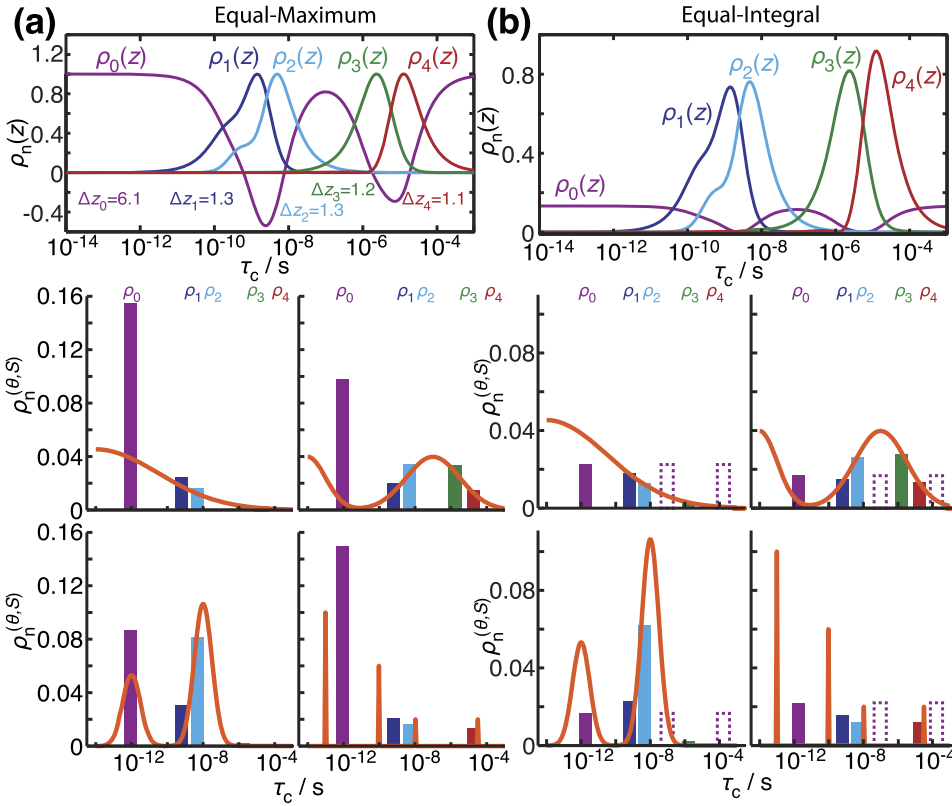 (a) Equal-Maximum
ρ₀(z) ρ₁(z) ρ₂(z) ρ₃(z) ρ₄(z)
ρₙ(z)
1.2
0.8
0.4
0
-0.4
Δz₀=6.1 Δz₁=1.3 Δz₂=1.3 Δz₃=1.2 Δz₄=1.1
10⁻¹⁴ 10⁻¹² 10⁻¹⁰ 10⁻⁸ 10⁻⁶ 10⁻⁴
τc / s
(b) Equal-Integral
ρ₀(z) ρ₁(z) ρ₂(z) ρ₃(z) ρ₄(z)
ρₙ(z)
0.8
0.4
0
10⁻¹⁴ 10⁻¹² 10⁻¹⁰ 10⁻⁸ 10⁻⁶ 10⁻⁴
τc / s
ρ₀ ρ₁ ρ₂ ρ₃ ρ₄ ρ₀ ρ₁ ρ₂ ρ₃ ρ₄
ρₙ^(θ,S)
0.16
0.12
0.08
0.04
0
ρ₀ ρ₁ ρ₂ ρ₃ ρ₄ ρ₀ ρ₁ ρ₂ ρ₃ ρ₄
ρₙ^(θ,S)
0.08
0.04
0
ρₙ^(θ,S)
0.16
0.12
0.08
0.04
0
10⁻¹² 10⁻⁸ 10⁻⁴ 10⁻¹² 10⁻⁸ 10⁻⁴
τc / s
ρₙ^(θ,S)
0.08
0.04
0
10⁻¹² 10⁻⁸ 10⁻⁴ 10⁻¹² 10⁻⁸ 10⁻⁴
τc / s